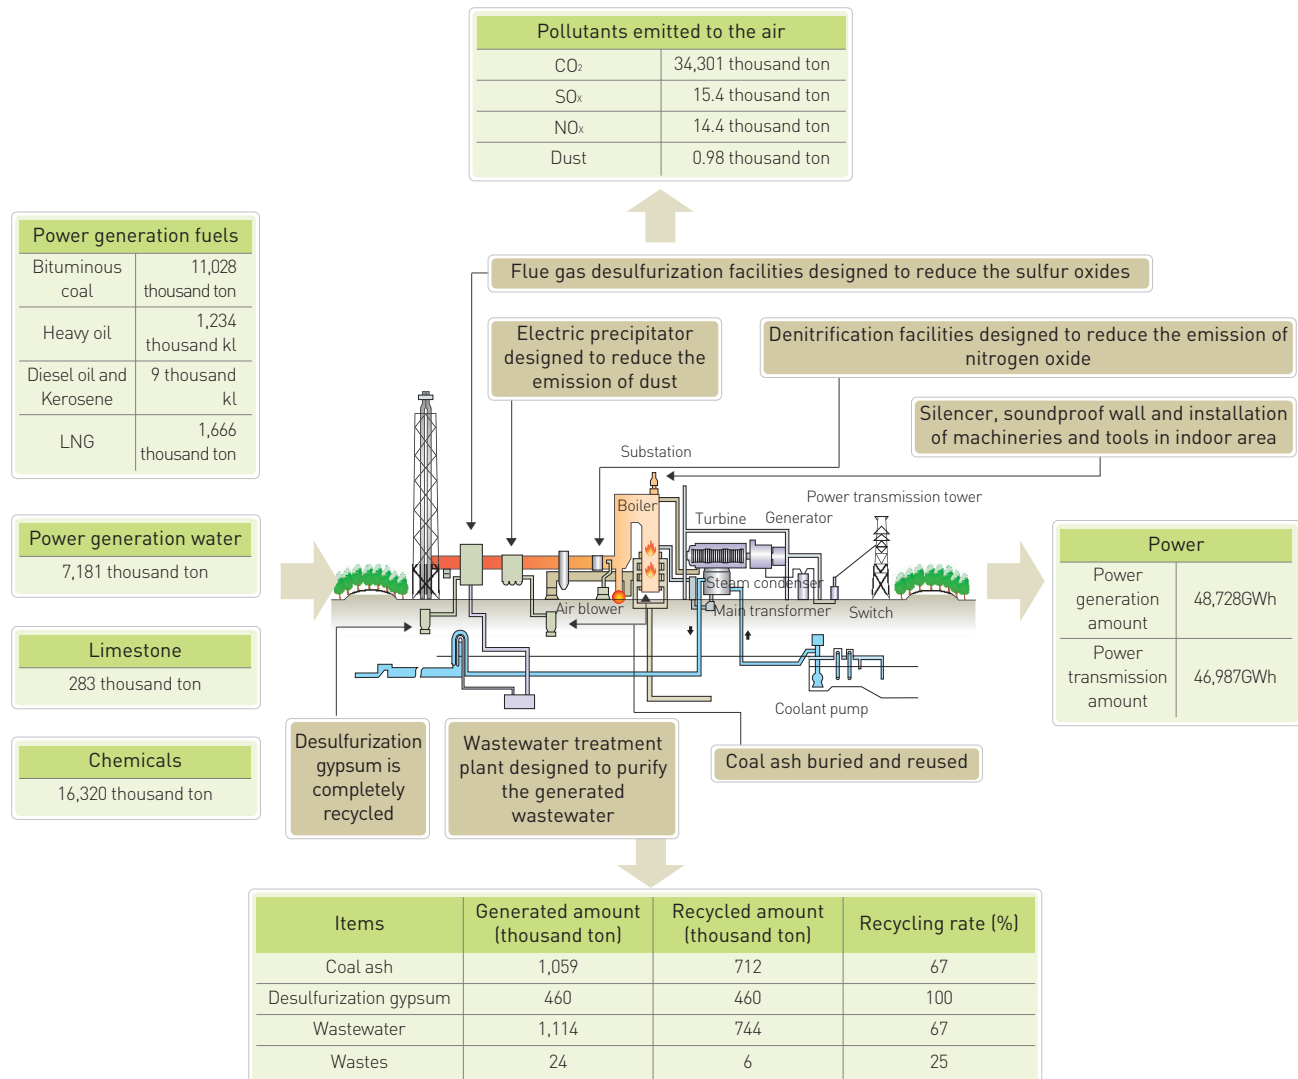 Pollutants emitted to the air
CO2 34,301 thousand ton
SOx 15.4 thousand ton
NOx 14.4 thousand ton
Dust 0.98 thousand ton
Power generation fuels
Bituminous coal 11,028 thousand ton
Heavy oil 1,234 thousand kl
Diesel oil and Kerosene 9 thousand kl
LNG 1,666 thousand ton
Power generation water
7,181 thousand ton
Limestone
283 thousand ton
Chemicals
16,320 thousand ton
Flue gas desulfurization facilities designed to reduce the sulfur oxides
Electric precipitator
designed to reduce the
emission of dust
Denitrification facilities designed to reduce the emission of
nitrogen oxide
Silencer, soundproof wall and installation
of machineries and tools in indoor area
Substation
Power transmission tower
Boiler
Turbine
Generator
Steam condenser
Air blower
Main transformer
Switch
Coolant pump
Power
Power generation amount 48,728GWh
Power transmission amount 46,987GWh
Desulfurization
gypsum is
completely
recycled
Wastewater treatment
plant designed to purify
the generated
wastewater
Coal ash buried and reused
Items Generated amount (thousand ton) Recycled amount (thousand ton) Recycling rate (%)
Coal ash 1,059 712 67
Desulfurization gypsum 460 460 100
Wastewater 1,114 744 67
Wastes 24 6 25